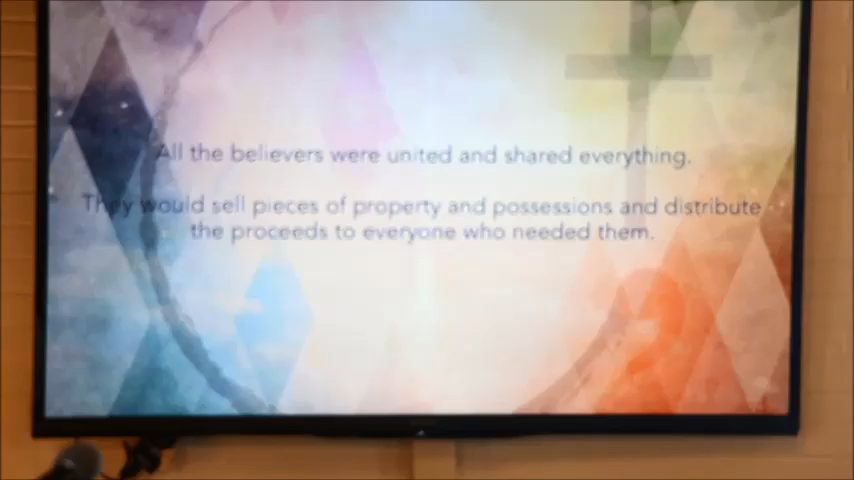 All the believers were united and shared everything.
They would sell pieces of property and possessions and distribute
the proceeds to everyone who needed them.